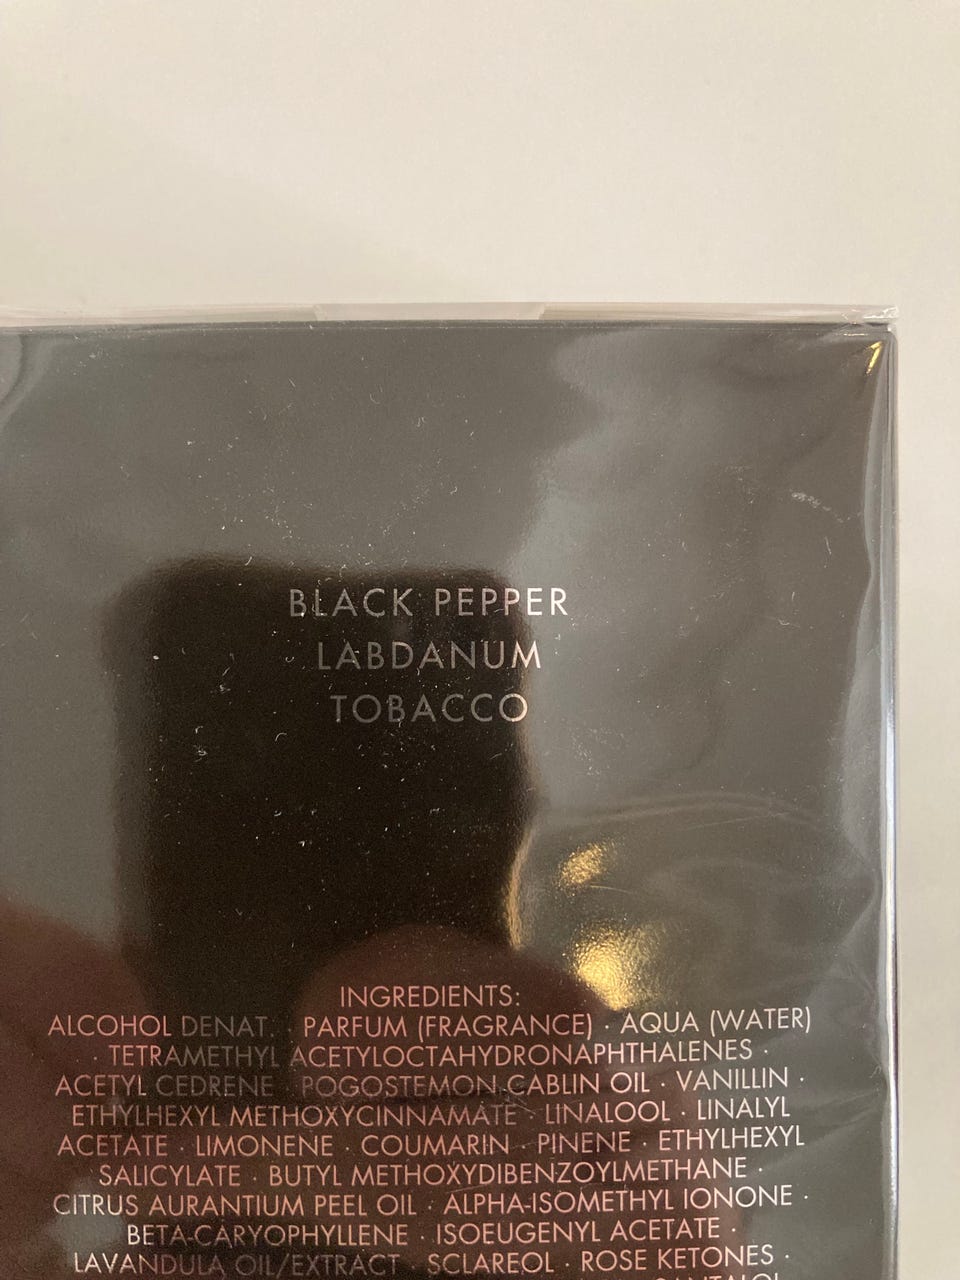 BLACK PEPPER
LABDANUM
TOBACCO
INGREDIENTS:
ALCOHOL DENAT. · PARFUM (FRAGRANCE) · AQUA (WATER)
· TETRAMETHYL ACETYLOCTAHYDRONAPHTHALENES ·
ACETYL CEDRENE · POGOSTEMON CABLIN OIL · VANILLIN ·
ETHYLHEXYL METHOXYCINNAMATE · LINALOOL · LINALYL
ACETATE · LIMONENE · COUMARIN · PINENE · ETHYLHEXYL
SALICYLATE · BUTYL METHOXYDIBENZOYLMETHANE ·
CITRUS AURANTIUM PEEL OIL · ALPHA-ISOMETHYL IONONE ·
BETA-CARYOPHYLLENE · ISOEUGENYL ACETATE ·
LAVANDULA OIL/EXTRACT · SCLAREOL · ROSE KETONES ·